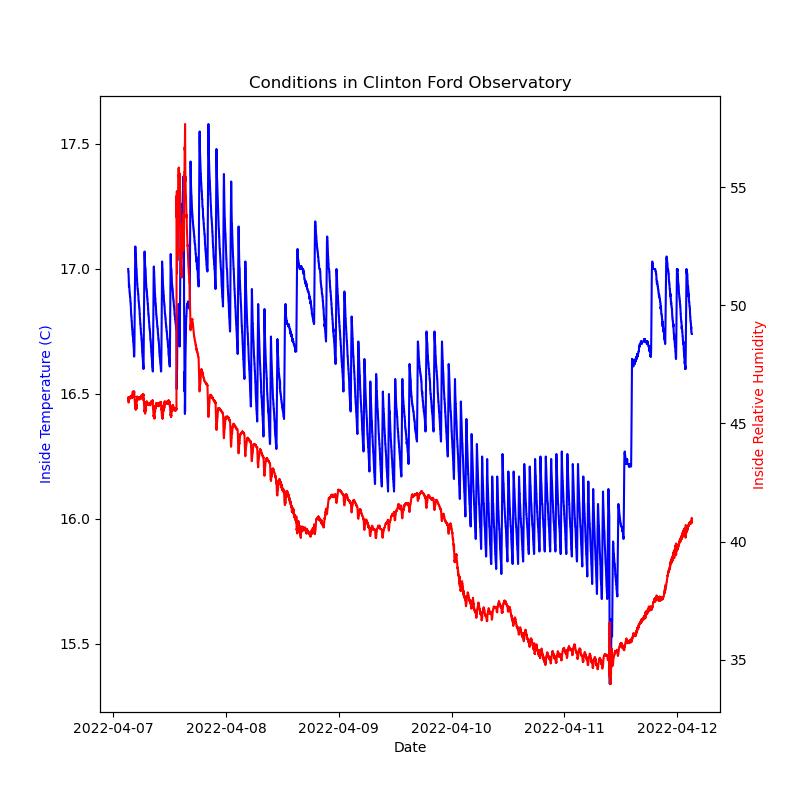 Conditions in Clinton Ford Observatory
17.5
17.0
16.5
16.0
15.5
Inside Temperature (C)
55
50
45
40
35
Inside Relative Humidity
2022-04-07 2022-04-08 2022-04-09 2022-04-10 2022-04-11 2022-04-12
Date